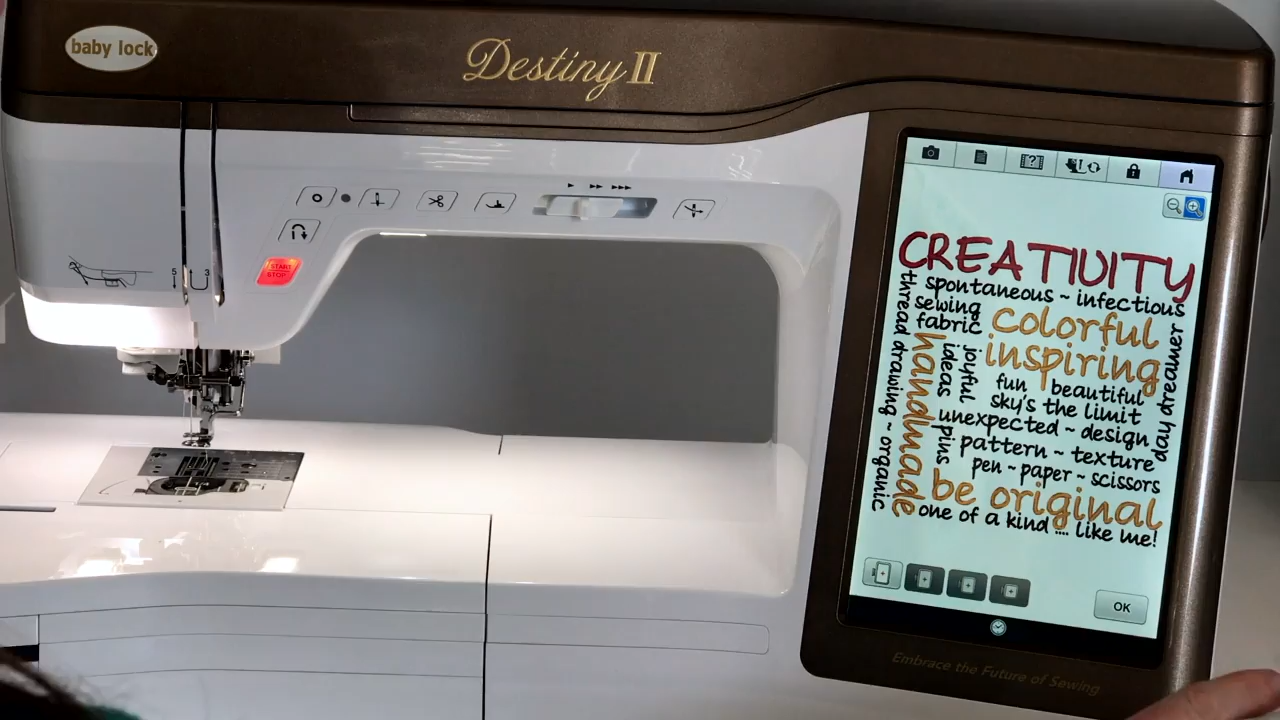 baby lock
Destiny II
START
STOP
5
3
CREATIVITY
spontaneous ~ infectious
sewing
fabric
colorful
inspiring
thread drawing ~ organic
handmade
ideas
joyful
fun
beautiful
sky's the limit
unexpected ~ design
pins
pattern ~ texture
pen ~ paper ~ scissors
day dreamer
be original
one of a kind .... like me!
OK
Embrace the Future of Sewing